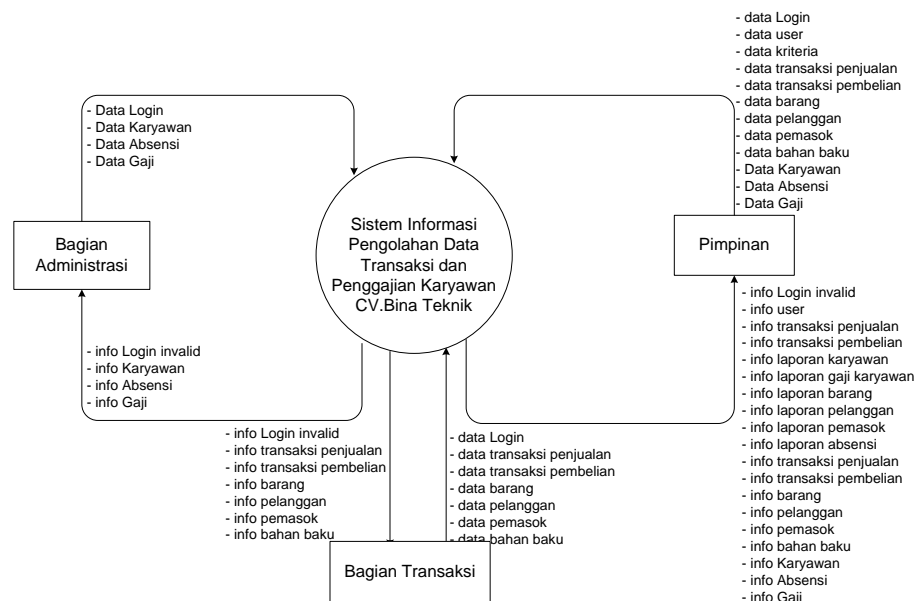 - data Login
- data user
- data kriteria
- data transaksi penjualan
- data transaksi pembelian
- data barang
- data pelanggan
- data pemasok
- data bahan baku
- Data Karyawan
- Data Absensi
- Data Gaji
- Data Login
- Data Karyawan
- Data Absensi
- Data Gaji
Bagian
Administrasi
Sistem Informasi
Pengolahan Data
Transaksi dan
Penggajian Karyawan
CV.Bina Teknik
Pimpinan
- info Login invalid
- info Karyawan
- info Absensi
- info Gaji
- info Login invalid
- info transaksi penjualan
- info transaksi pembelian
- info barang
- info pelanggan
- info pemasok
- info bahan baku
- data Login
- data transaksi penjualan
- data transaksi pembelian
- data barang
- data pelanggan
- data pemasok
- data bahan baku
- info Login invalid
- info user
- info transaksi penjualan
- info transaksi pembelian
- info laporan karyawan
- info laporan gaji karyawan
- info laporan barang
- info laporan pelanggan
- info laporan pemasok
- info laporan absensi
- info transaksi penjualan
- info transaksi pembelian
- info barang
- info pelanggan
- info pemasok
- info bahan baku
- info Karyawan
- info Absensi
- info Gaji
Bagian Transaksi